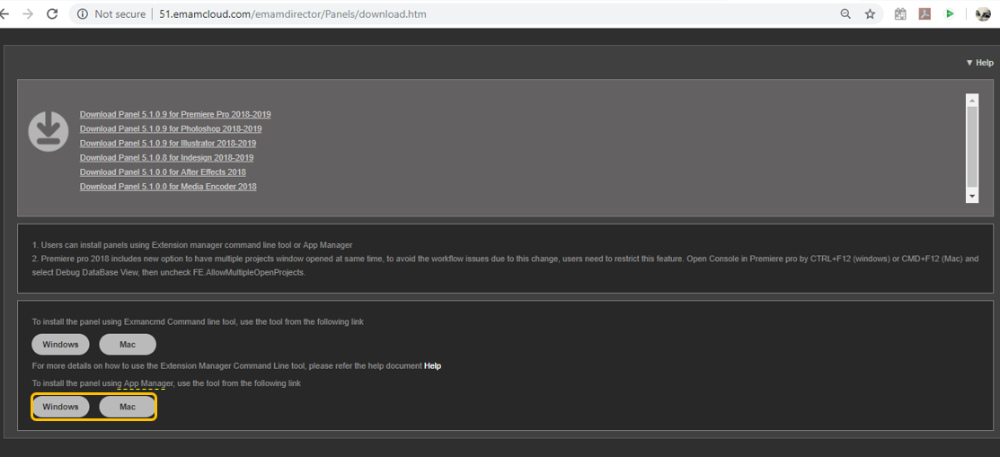 Not secure | 51.emamcloud.com/emamdirector/Panels/download.htm
▼ Help
Download Panel 5.1.0.9 for Premiere Pro 2018-2019
Download Panel 5.1.0.9 for Photoshop 2018-2019
Download Panel 5.1.0.9 for Illustrator 2018-2019
Download Panel 5.1.0.8 for Indesign 2018-2019
Download Panel 5.1.0.0 for After Effects 2018
Download Panel 5.1.0.0 for Media Encoder 2018
1. Users can install panels using Extension manager command line tool or App Manager
2. Premiere pro 2018 includes new option to have multiple projects window opened at same time, to avoid the workflow issues due to this change, users need to restrict this feature. Open Console in Premiere pro by CTRL+F12 (windows) or CMD+F12 (Mac) and
select Debug DataBase View, then uncheck FE.AllowMultipleOpenProjects.
To install the panel using Exmancmd Command line tool, use the tool from the following link
Windows Mac
For more details on how to use the Extension Manager Command Line tool, please refer the help document Help
To install the panel using App Manager, use the tool from the following link
Windows Mac